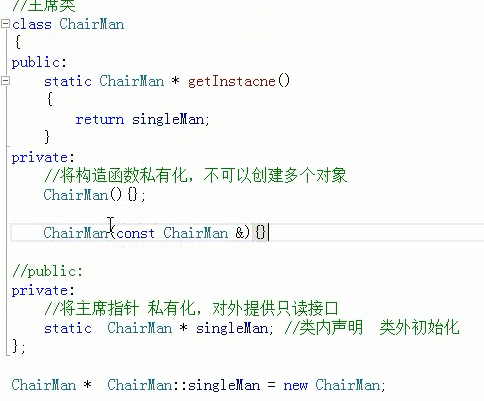 //主席类
class ChairMan
{
public:
    static ChairMan * getInstacne()
    {
        return singleMan;
    }
private:
    //将构造函数私有化，不可以创建多个对象
    ChairMan(){};
    ChairMan(const ChairMan &){}
//public:
private:
    //将主席指针 私有化，对外提供只读接口
    static  ChairMan * singleMan; //类内声明  类外初始化
};
ChairMan *  ChairMan::singleMan = new ChairMan;